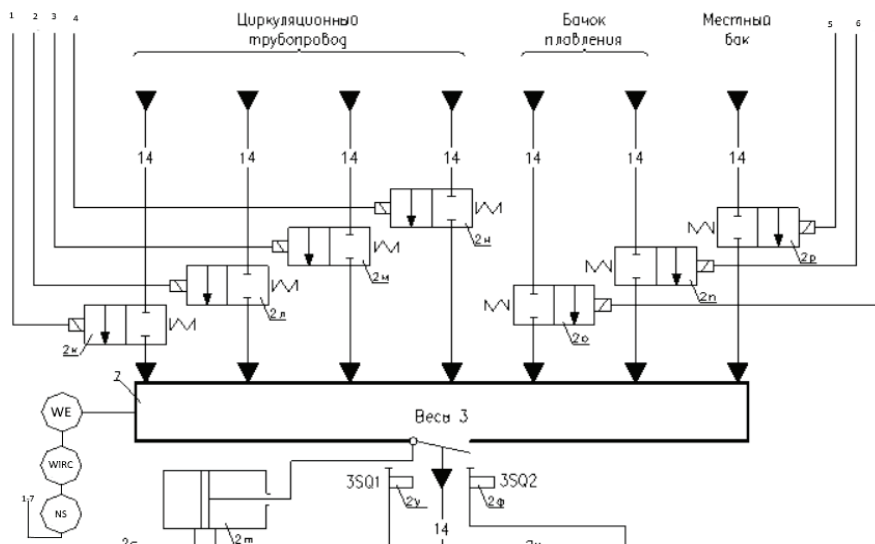 1 2 3 4 Циркуляционный трубопровод Бачок плавления Местный бак 5 6
14 14 14 14 14 14 14
2н
2р
2м
2п
2л
2о
2к
7
WE
Весы 3
WIRC
3SQ1 3SQ2
2у 2ф
17
NS
14
2т